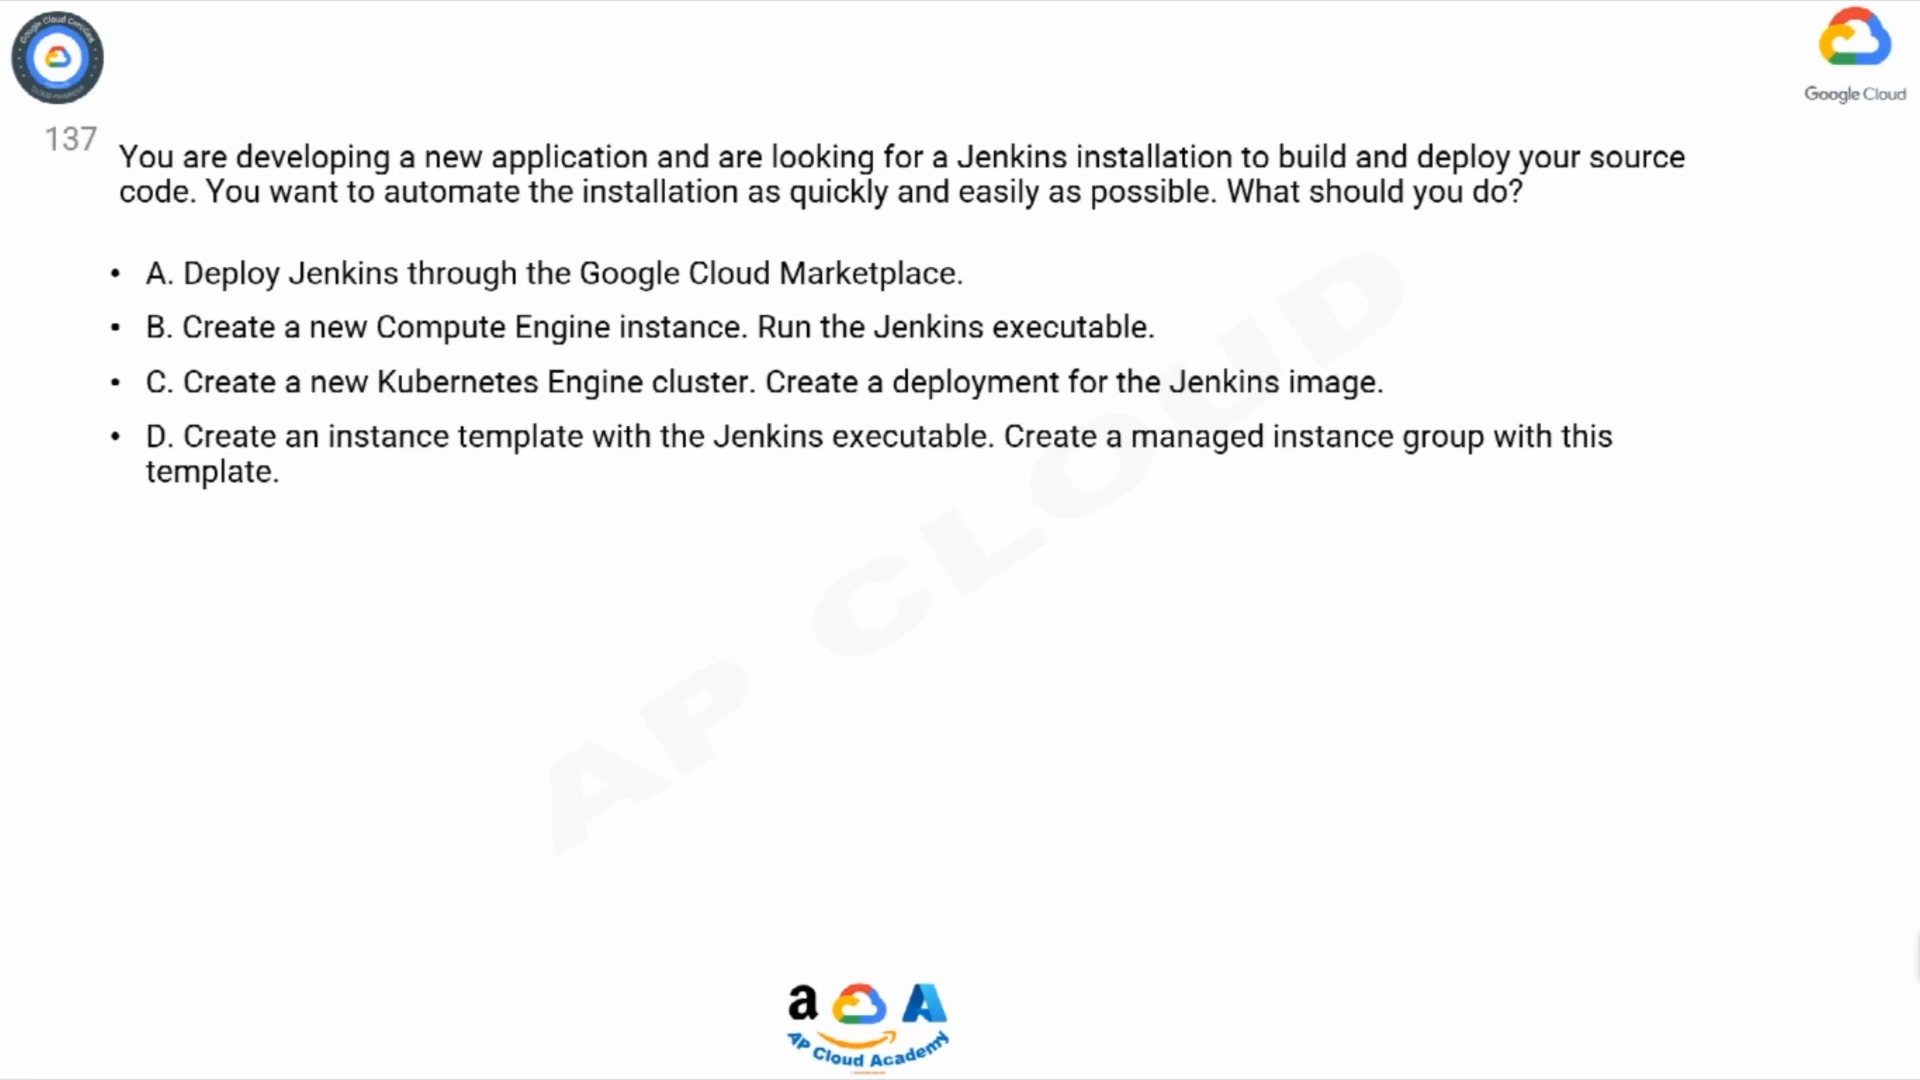 Google Cloud Certified
Google Cloud
137
You are developing a new application and are looking for a Jenkins installation to build and deploy your source
code. You want to automate the installation as quickly and easily as possible. What should you do?
• A. Deploy Jenkins through the Google Cloud Marketplace.
• B. Create a new Compute Engine instance. Run the Jenkins executable.
• C. Create a new Kubernetes Engine cluster. Create a deployment for the Jenkins image.
• D. Create an instance template with the Jenkins executable. Create a managed instance group with this
template.
AP CLOUD
a
AP Cloud Academy